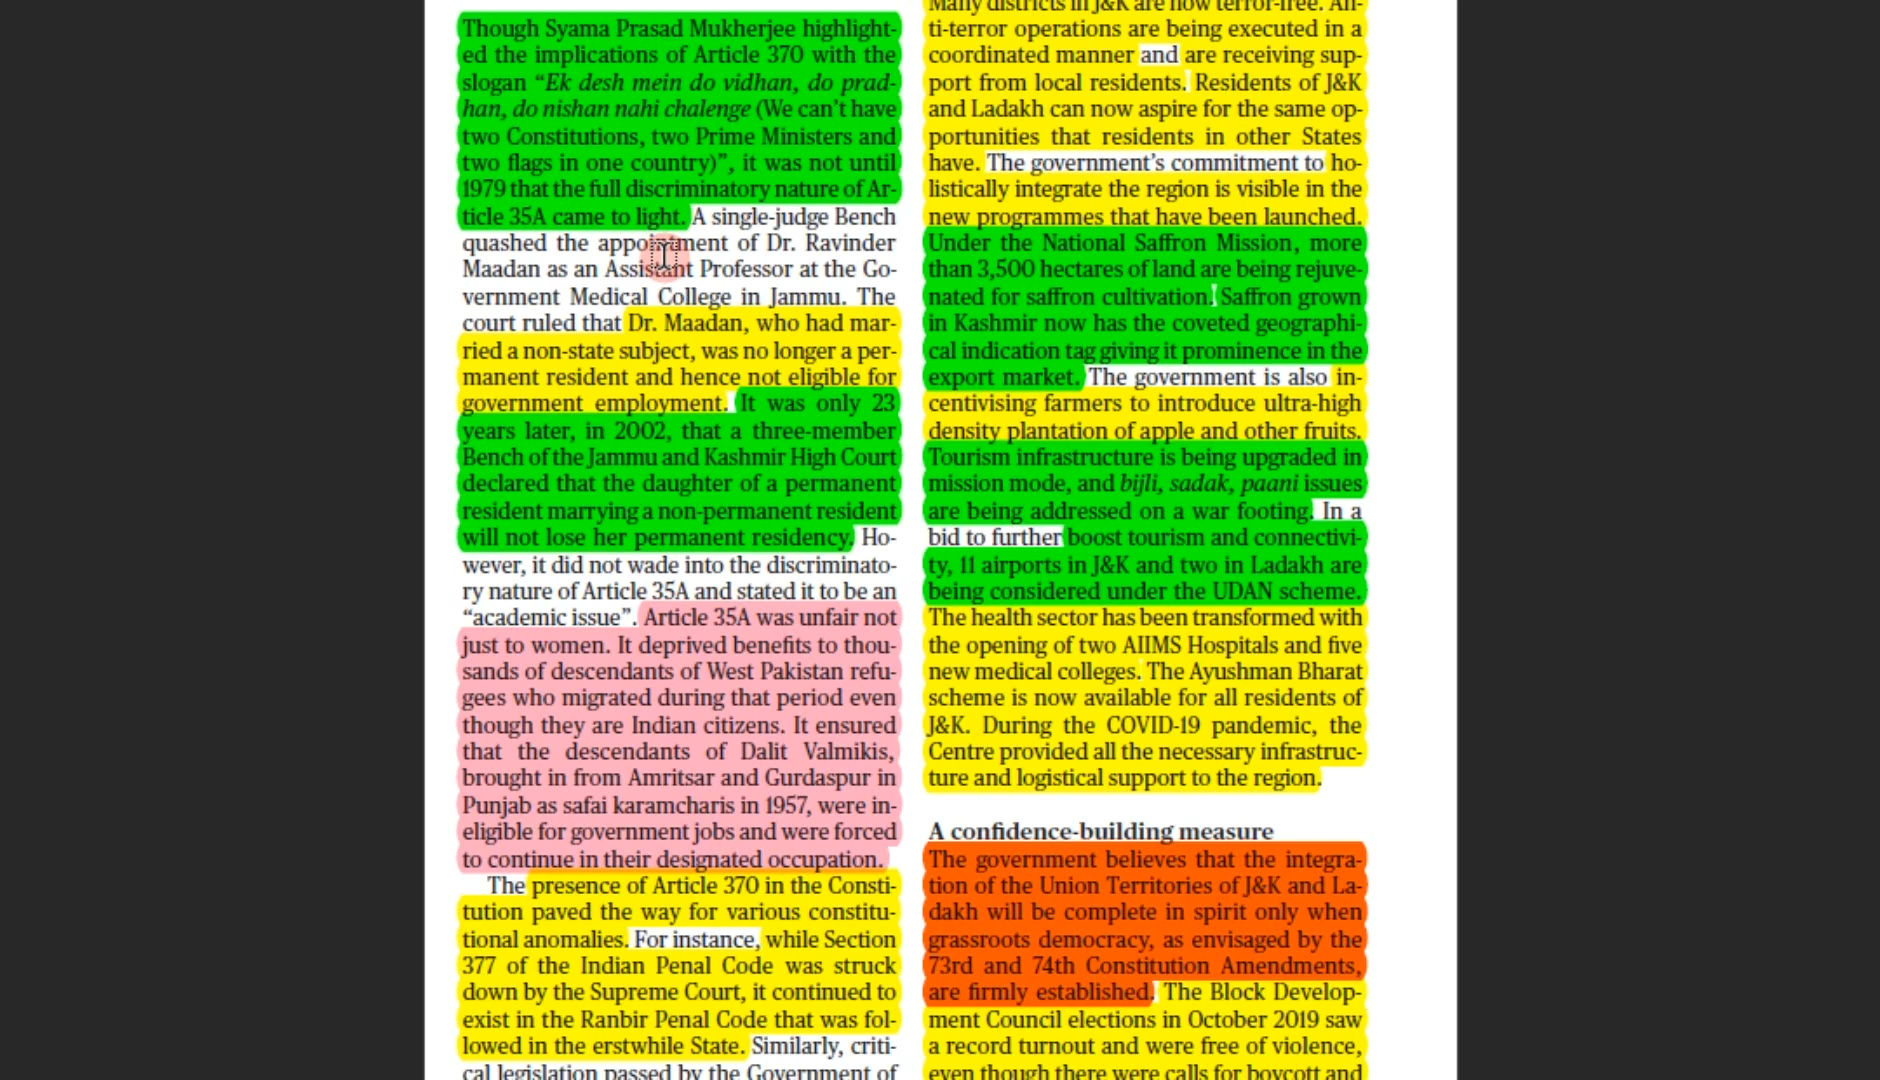 Though Syama Prasad Mukherjee highlight-
ed the implications of Article 370 with the
slogan “Ek desh mein do vidhan, do prad-
han, do nishan nahi chalenge (We can’t have
two Constitutions, two Prime Ministers and
two flags in one country)”, it was not until
1979 that the full discriminatory nature of Ar-
ticle 35A came to light. A single-judge Bench
quashed the appointment of Dr. Ravinder
Maadan as an Assistant Professor at the Go-
vernment Medical College in Jammu. The
court ruled that Dr. Maadan, who had mar-
ried a non-state subject, was no longer a per-
manent resident and hence not eligible for
government employment. It was only 23
years later, in 2002, that a three-member
Bench of the Jammu and Kashmir High Court
declared that the daughter of a permanent
resident marrying a non-permanent resident
will not lose her permanent residency. Ho-
wever, it did not wade into the discriminato-
ry nature of Article 35A and stated it to be an
“academic issue”. Article 35A was unfair not
just to women. It deprived benefits to thou-
sands of descendants of West Pakistan refu-
gees who migrated during that period even
though they are Indian citizens. It ensured
that the descendants of Dalit Valmikis,
brought in from Amritsar and Gurdaspur in
Punjab as safai karamcharis in 1957, were in-
eligible for government jobs and were forced
to continue in their designated occupation.
The presence of Article 370 in the Consti-
tution paved the way for various constitu-
tional anomalies. For instance, while Section
377 of the Indian Penal Code was struck
down by the Supreme Court, it continued to
exist in the Ranbir Penal Code that was fol-
lowed in the erstwhile State. Similarly, criti-
cal legislation passed by the Government of
Many districts in J&K are now terror-free. An-
ti-terror operations are being executed in a
coordinated manner and are receiving sup-
port from local residents. Residents of J&K
and Ladakh can now aspire for the same op-
portunities that residents in other States
have. The government’s commitment to ho-
listically integrate the region is visible in the
new programmes that have been launched.
Under the National Saffron Mission, more
than 3,500 hectares of land are being rejuve-
nated for saffron cultivation. Saffron grown
in Kashmir now has the coveted geographi-
cal indication tag giving it prominence in the
export market. The government is also in-
centivising farmers to introduce ultra-high
density plantation of apple and other fruits.
Tourism infrastructure is being upgraded in
mission mode, and bijli, sadak, paani issues
are being addressed on a war footing. In a
bid to further boost tourism and connectivi-
ty, 11 airports in J&K and two in Ladakh are
being considered under the UDAN scheme.
The health sector has been transformed with
the opening of two AIIMS Hospitals and five
new medical colleges. The Ayushman Bharat
scheme is now available for all residents of
J&K. During the COVID-19 pandemic, the
Centre provided all the necessary infrastruc-
ture and logistical support to the region.
A confidence-building measure
The government believes that the integra-
tion of the Union Territories of J&K and La-
dakh will be complete in spirit only when
grassroots democracy, as envisaged by the
73rd and 74th Constitution Amendments,
are firmly established. The Block Develop-
ment Council elections in October 2019 saw
a record turnout and were free of violence,
even though there were calls for boycott and